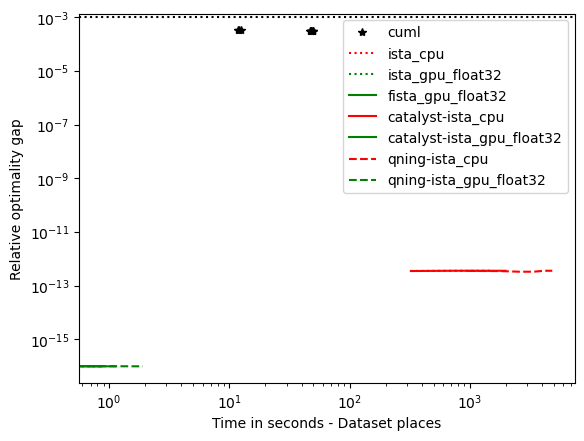 10⁻³
10⁻⁵
10⁻⁷
10⁻⁹
10⁻¹¹
10⁻¹³
10⁻¹⁵
Relative optimality gap
cuml
ista_cpu
ista_gpu_float32
fista_gpu_float32
catalyst-ista_cpu
catalyst-ista_gpu_float32
qning-ista_cpu
qning-ista_gpu_float32
10⁰ 10¹ 10² 10³
Time in seconds - Dataset places